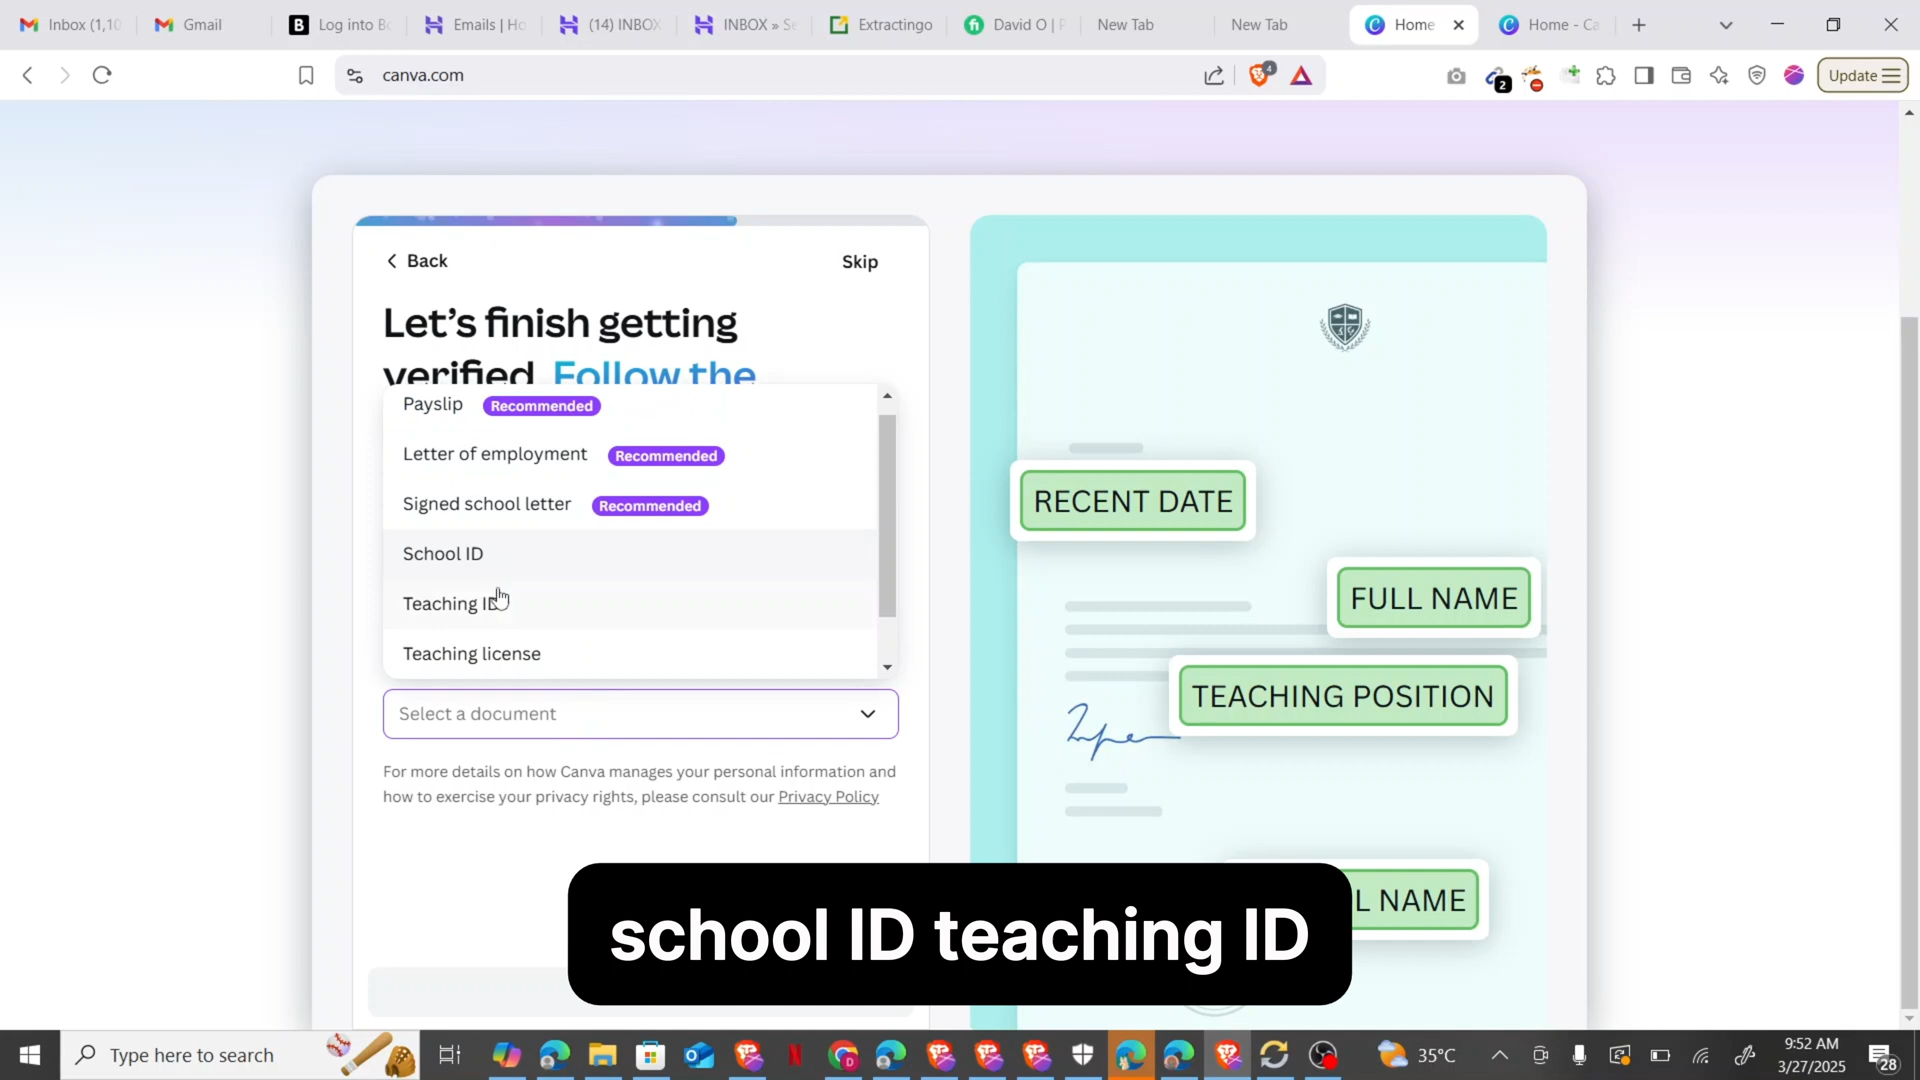 Inbox (1,10
Gmail
B
Log into Bo
Emails | Ho
(14) INBOX
INBOX » Se
Extractingo
fi
David O | F
New Tab
New Tab
Home
Home - Ca
canva.com
4
2
Update
Back
Skip
Let's finish getting
verified. Follow the
Payslip Recommended
Letter of employment Recommended
Signed school letter Recommended
School ID
Teaching ID
Teaching license
Select a document
For more details on how Canva manages your personal information and
how to exercise your privacy rights, please consult our Privacy Policy
RECENT DATE
FULL NAME
TEACHING POSITION
L NAME
school ID teaching ID
Type here to search
35°C
9:52 AM
3/27/2025
28